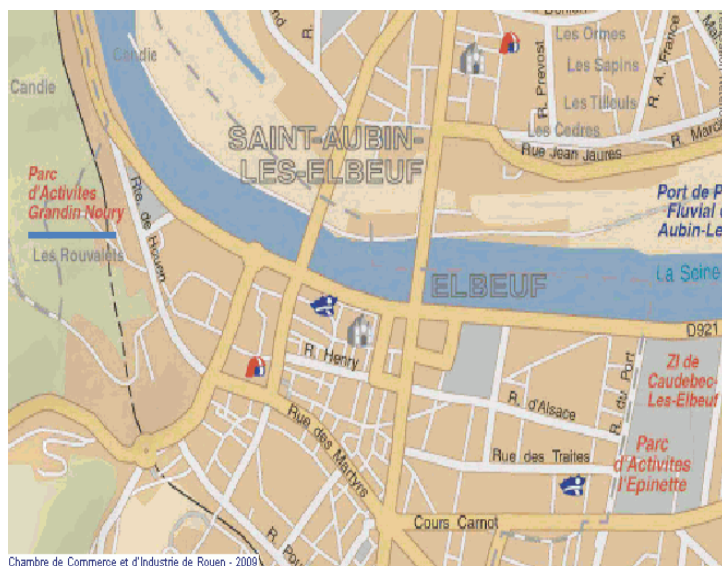 Les Ormes
R. Prevost
R. A. France
Les Sapins
Candie
Candie
Les Tilleuls
Les Cedres
R. Marc
Rue Jean Jaures
SAINT-AUBIN-
LES-ELBEUF
Parc
d'Activites
Grandin Noury
Rte. de Rouen
Port de P
Fluvial
Aubin-Le
Les Rouvalets
La Seine
ELBEUF
D921
R. Henry
ZI de
Caudebec-
Les-Elbeuf
R. du Port
R. d'Alsace
Rue des Martyrs
Rue des Traites
Parc
d'Activites
l'Epinette
Cours Carnot
R. Pou
Chambre de Commerce et d'Industrie de Rouen - 2009